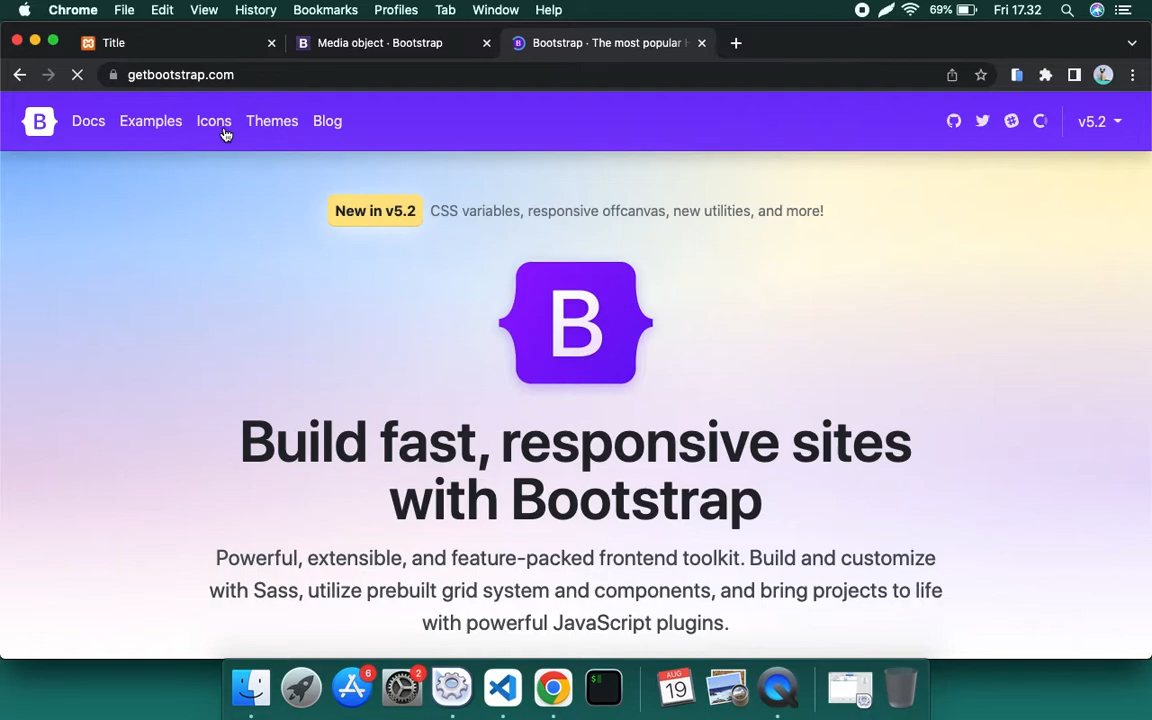 Chrome File Edit View History Bookmarks Profiles Tab Window Help 69% Fri 17.32
Title Media object · Bootstrap Bootstrap · The most popular
getbootstrap.com
B Docs Examples Icons Themes Blog v5.2
New in v5.2 CSS variables, responsive offcanvas, new utilities, and more!
B
Build fast, responsive sites
with Bootstrap
Powerful, extensible, and feature-packed frontend toolkit. Build and customize
with Sass, utilize prebuilt grid system and components, and bring projects to life
with powerful JavaScript plugins.
6 2 AUG
19